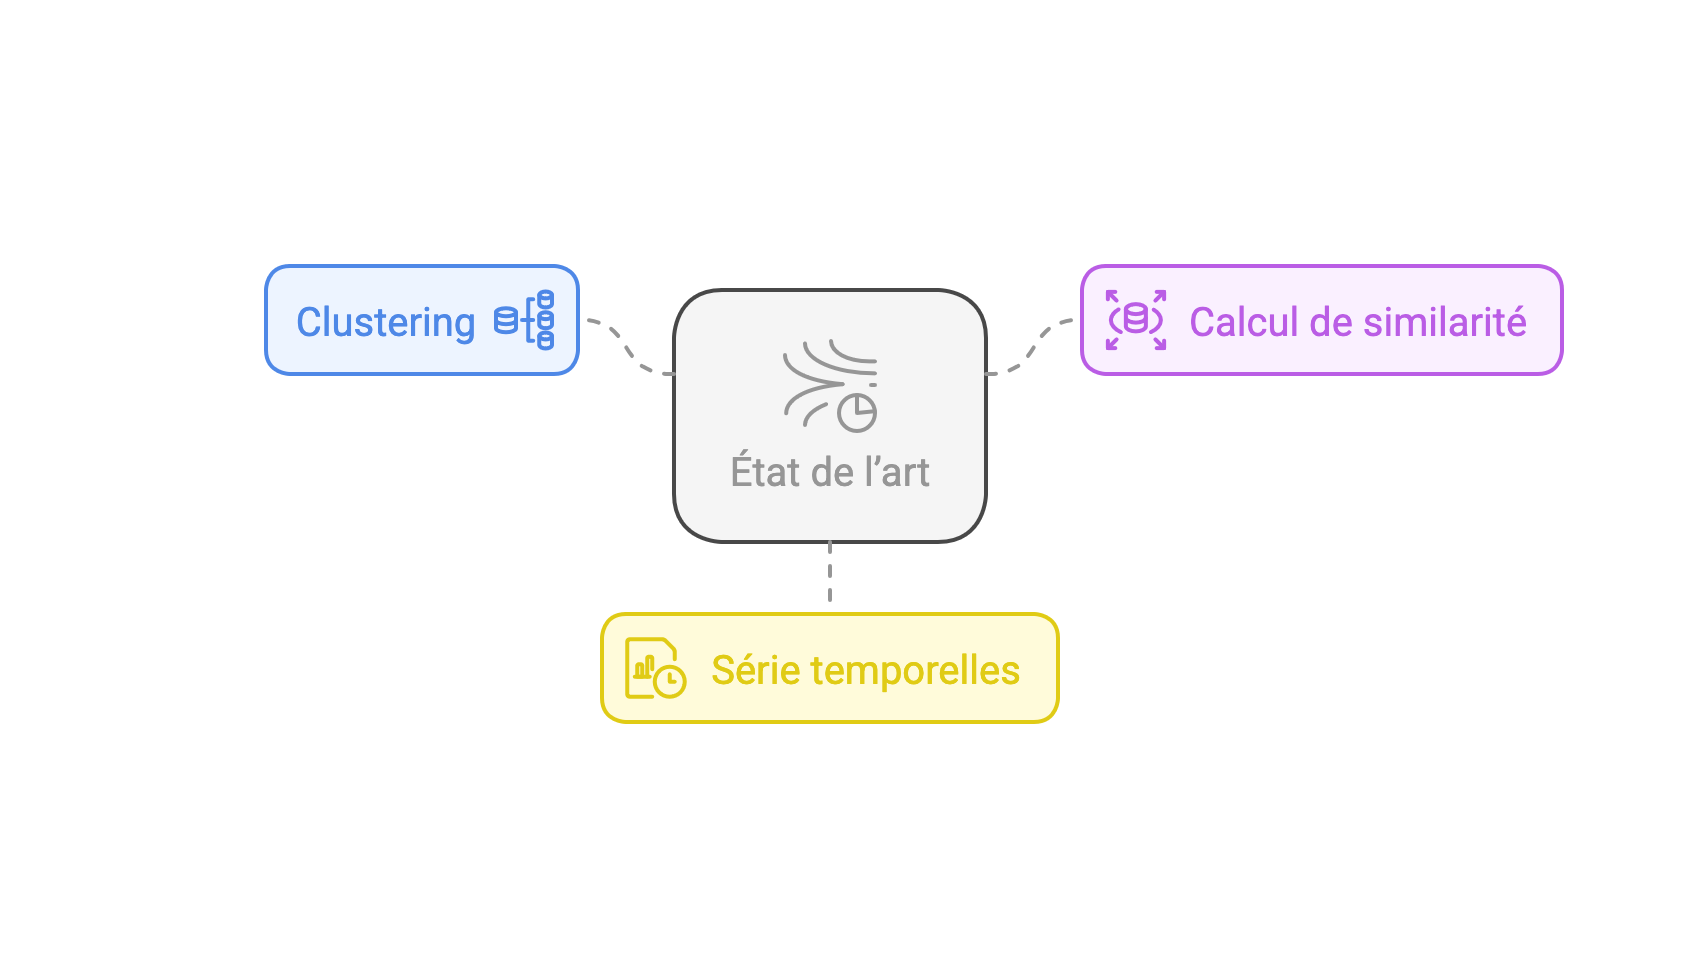 Clustering
Calcul de similarité
État de l’art
Série temporelles